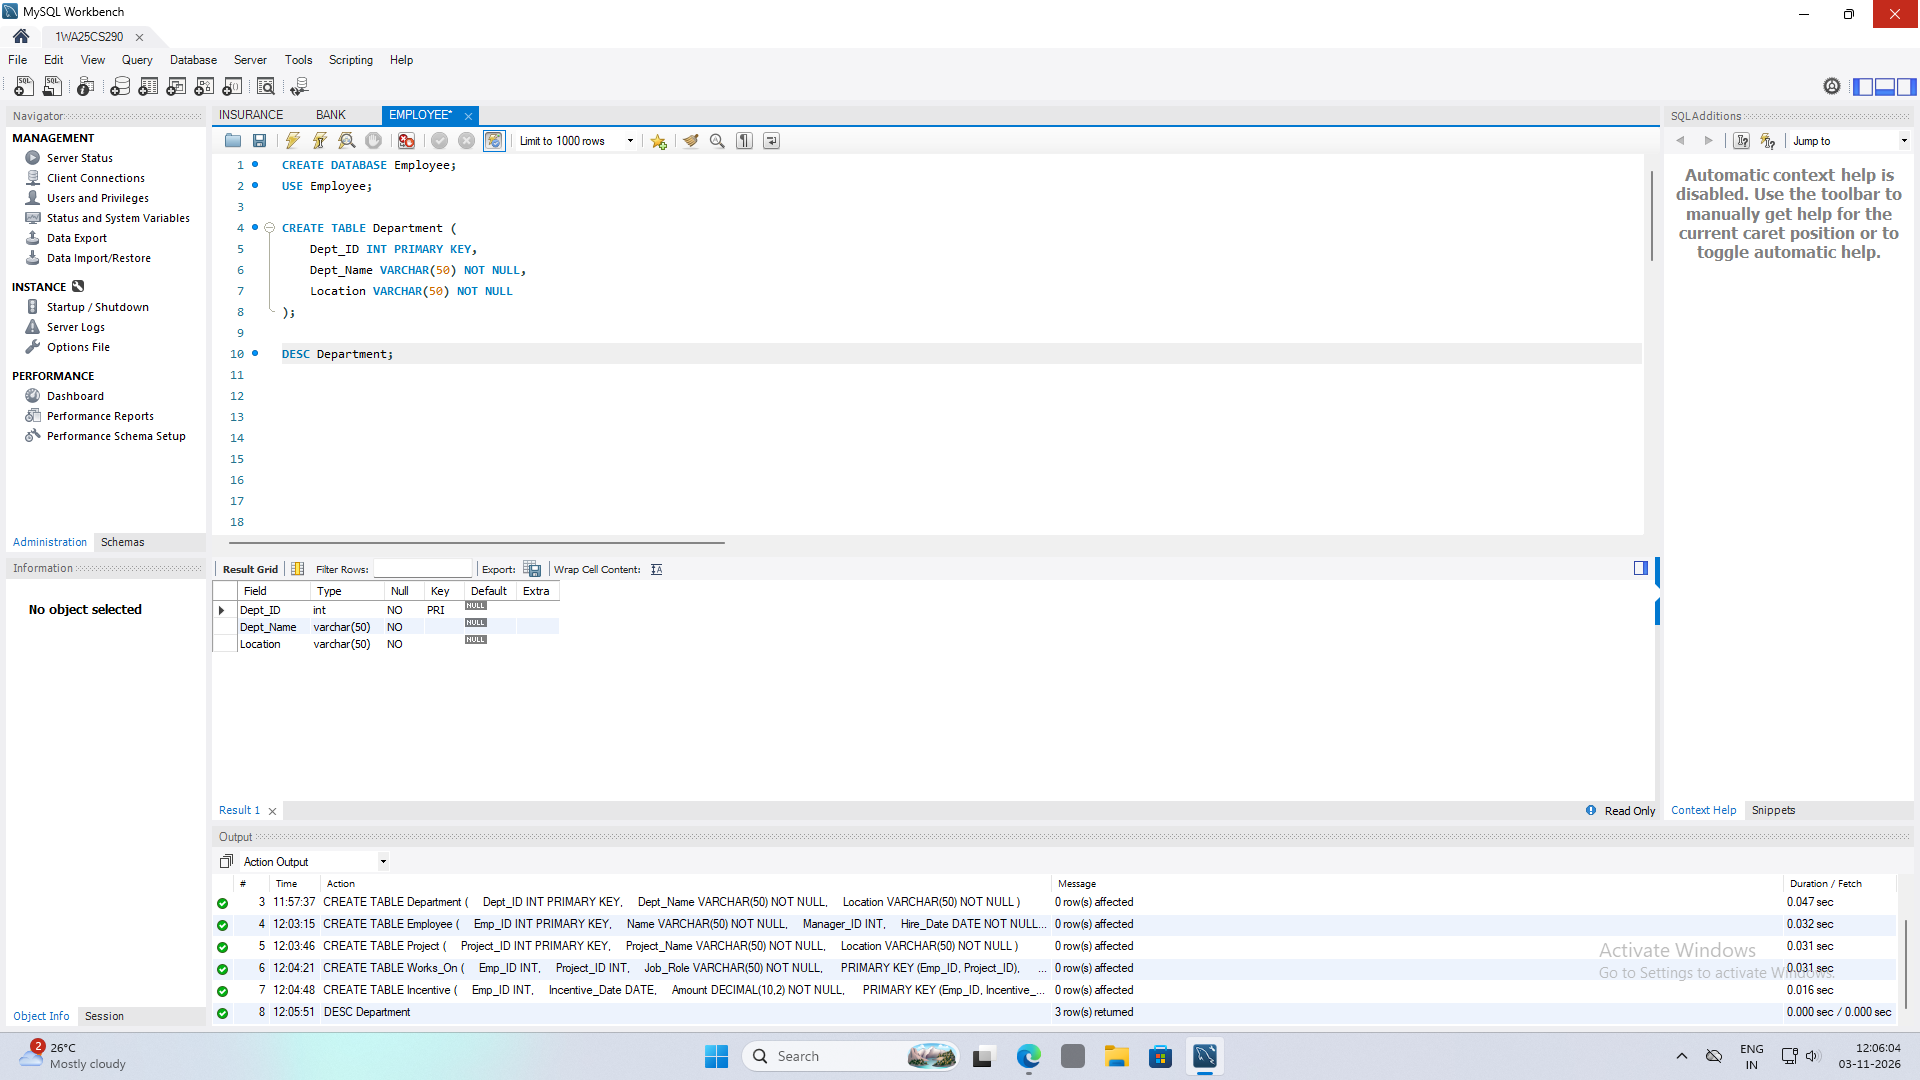 MySQL Workbench
1WA25CS290
File Edit View Query Database Server Tools Scripting Help
Navigator
MANAGEMENT
Server Status
Client Connections
Users and Privileges
Status and System Variables
Data Export
Data Import/Restore
INSTANCE
Startup / Shutdown
Server Logs
Options File
PERFORMANCE
Dashboard
Performance Reports
Performance Schema Setup
Administration Schemas
Information
No object selected
Object Info Session
INSURANCE BANK EMPLOYEE*
Limit to 1000 rows
1 CREATE DATABASE Employee;
2 USE Employee;
3
4 CREATE TABLE Department (
5 Dept_ID INT PRIMARY KEY,
6 Dept_Name VARCHAR(50) NOT NULL,
7 Location VARCHAR(50) NOT NULL
8 );
9
10 DESC Department;
11
12
13
14
15
16
17
18
Result Grid Filter Rows: Export: Wrap Cell Content:
Field Type Null Key Default Extra
Dept_ID int NO PRI NULL
Dept_Name varchar(50) NO NULL
Location varchar(50) NO NULL
Result 1 Read Only
SQLAdditions
Jump to
Automatic context help is
disabled. Use the toolbar to
manually get help for the
current caret position or to
toggle automatic help.
Context Help Snippets
Output
Action Output
# Time Action Message Duration / Fetch
3 11:57:37 CREATE TABLE Department ( Dept_ID INT PRIMARY KEY, Dept_Name VARCHAR(50) NOT NULL, Location VARCHAR(50) NOT NULL ) 0 row(s) affected 0.047 sec
4 12:03:15 CREATE TABLE Employee ( Emp_ID INT PRIMARY KEY, Name VARCHAR(50) NOT NULL, Manager_ID INT, Hire_Date DATE NOT NULL... 0 row(s) affected 0.032 sec
5 12:03:46 CREATE TABLE Project ( Project_ID INT PRIMARY KEY, Project_Name VARCHAR(50) NOT NULL, Location VARCHAR(50) NOT NULL ) 0 row(s) affected 0.031 sec
6 12:04:21 CREATE TABLE Works_On ( Emp_ID INT, Project_ID INT, Job_Role VARCHAR(50) NOT NULL, PRIMARY KEY (Emp_ID, Project_ID), ... 0 row(s) affected 0.031 sec
7 12:04:48 CREATE TABLE Incentive ( Emp_ID INT, Incentive_Date DATE, Amount DECIMAL(10,2) NOT NULL, PRIMARY KEY (Emp_ID, Incentive_... 0 row(s) affected 0.016 sec
8 12:05:51 DESC Department 3 row(s) returned 0.000 sec / 0.000 sec
Activate Windows
Go to Settings to activate Windows.
2
26°C
Mostly cloudy
Search
ENG
IN
12:06:04
03-11-2026